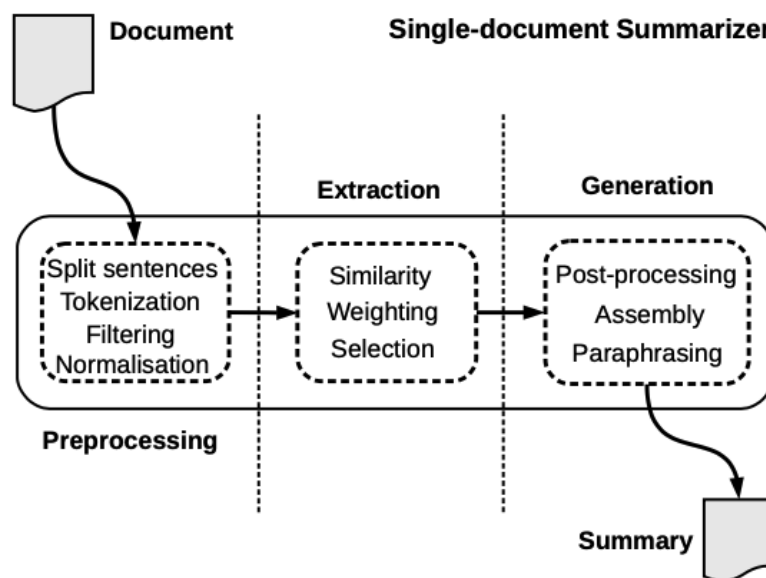 Document
Single-document Summarizer
Extraction
Generation
Split sentences
Tokenization
Filtering
Normalisation
Similarity
Weighting
Selection
Post-processing
Assembly
Paraphrasing
Preprocessing
Summary